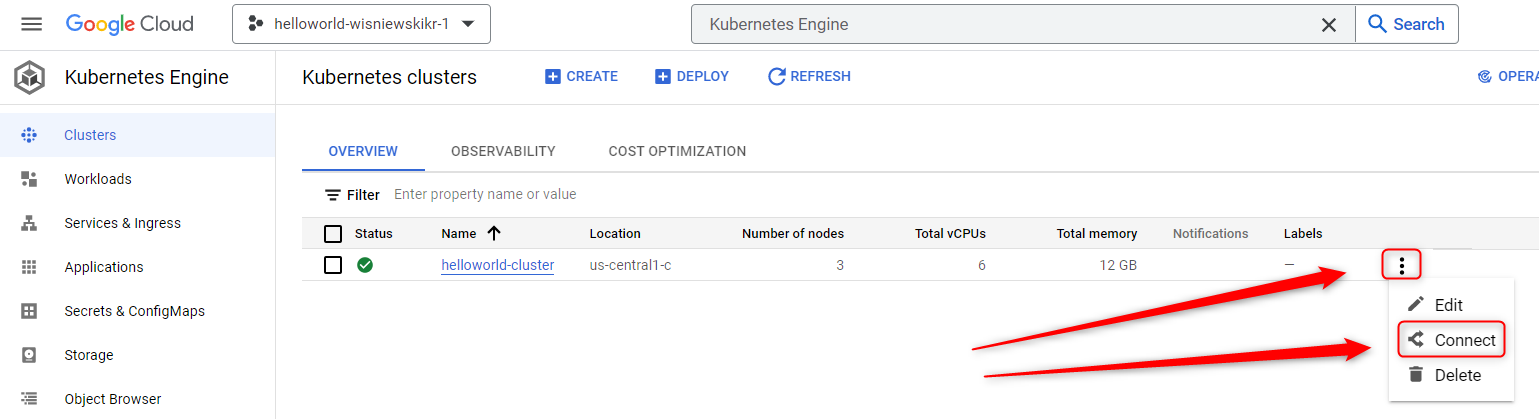 Google Cloud helloworld-wisniewskikr-1 Kubernetes Engine Search
Kubernetes Engine Kubernetes clusters CREATE DEPLOY REFRESH OPERA
Clusters
Workloads
Services & Ingress
Applications
Secrets & ConfigMaps
Storage
Object Browser
OVERVIEW OBSERVABILITY COST OPTIMIZATION
Filter Enter property name or value
Status Name Location Number of nodes Total vCPUs Total memory Notifications Labels
helloworld-cluster us-central1-c 3 6 12 GB —
Edit
Connect
Delete